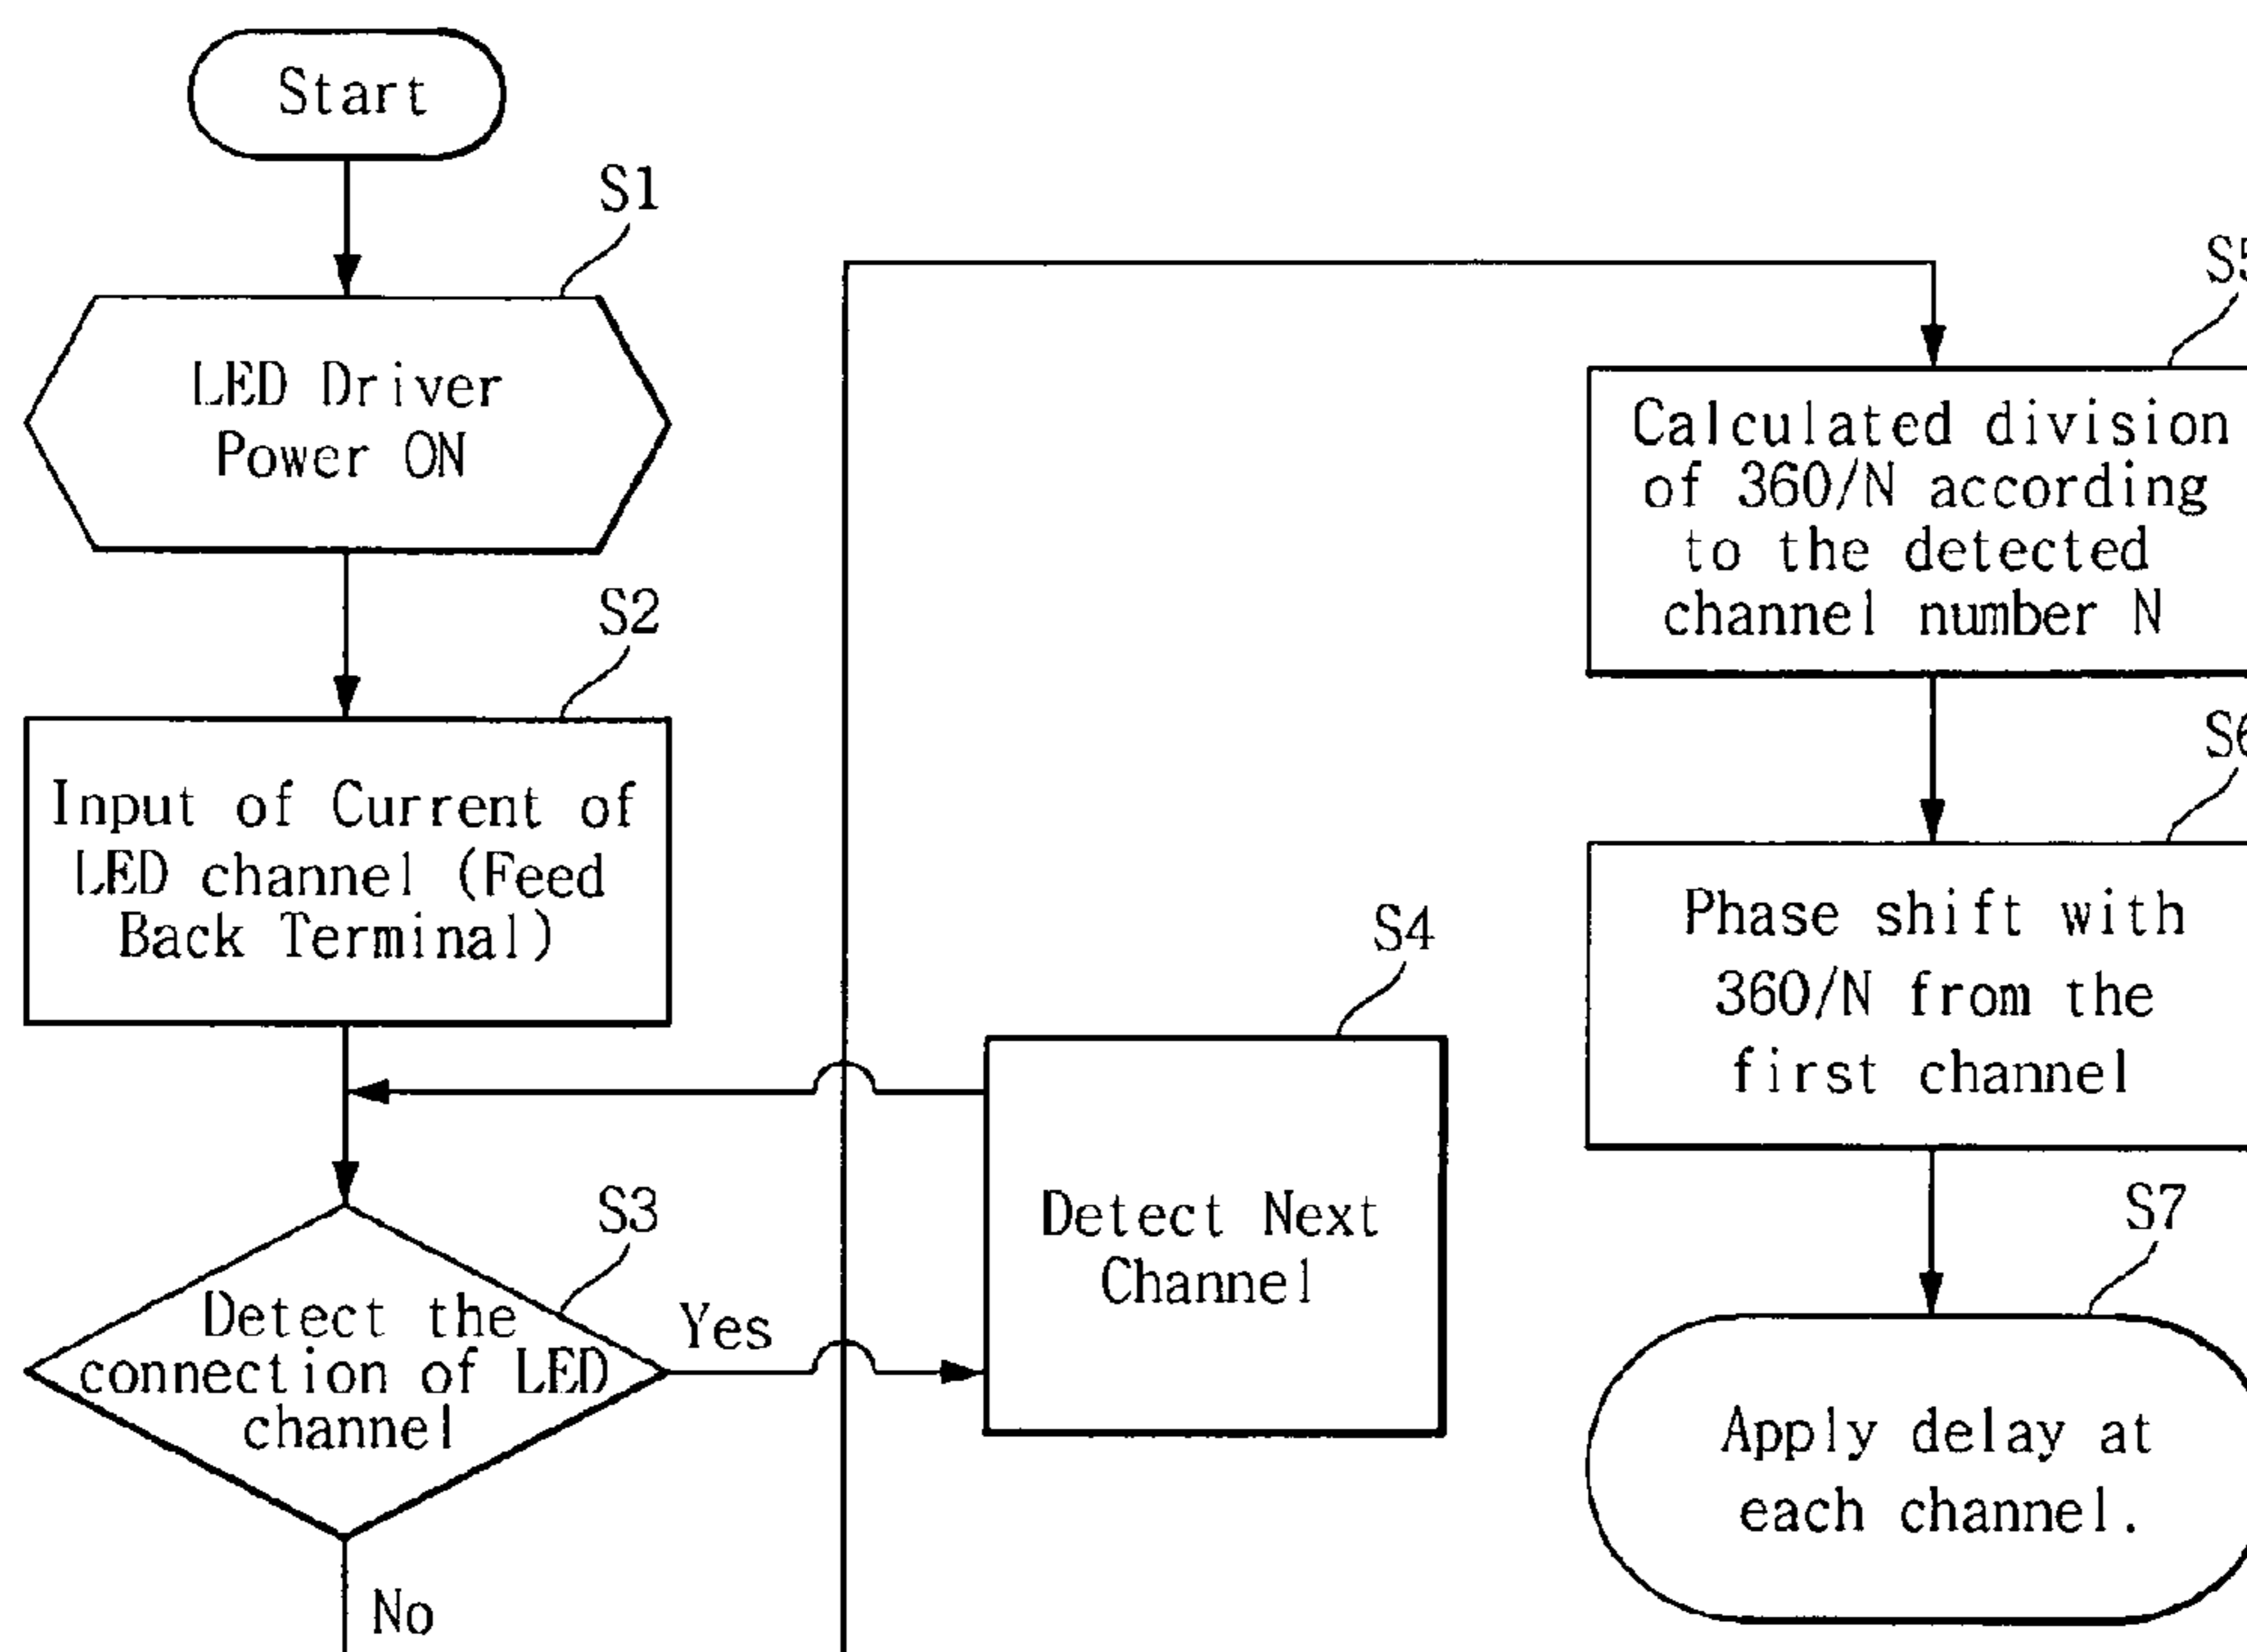 Start
S1
LED Driver
Power ON
S2
Input of Current of
LED channel (Feed
Back Terminal)
S3
Detect the
connection of LED
channel
Yes
No
S4
Detect Next
Channel
S5
Calculated division
of 360/N according
to the detected
channel number N
S6
Phase shift with
360/N from the
first channel
S7
Apply delay at
each channel.